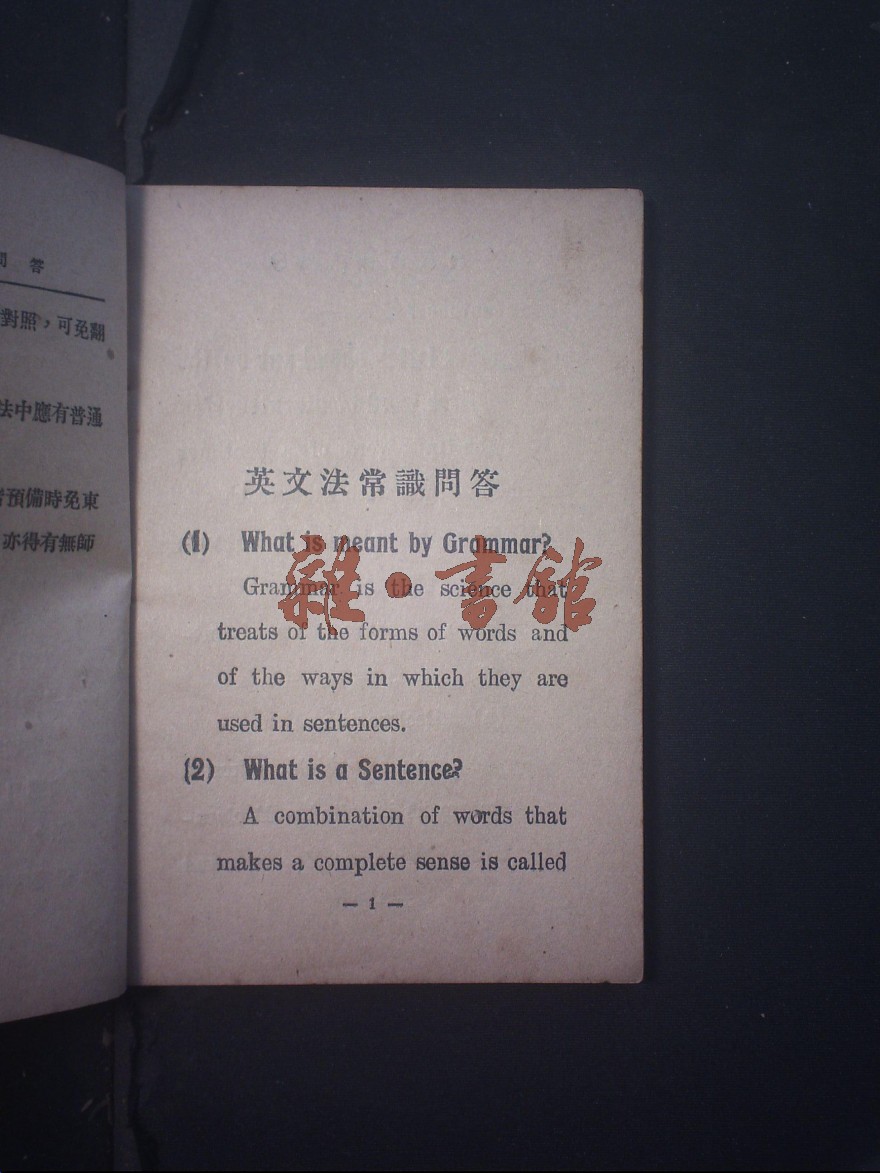 問答
對照，可免翻
法中應有普通
預備時免東
亦得有無師
英文法常識問答
(1) What is meant by Grammar?
Grammar is the science that
treats of the forms of words and
of the ways in which they are
used in sentences.
(2) What is a Sentence?
A combination of words that
makes a complete sense is called
— 1 —
雜·書館